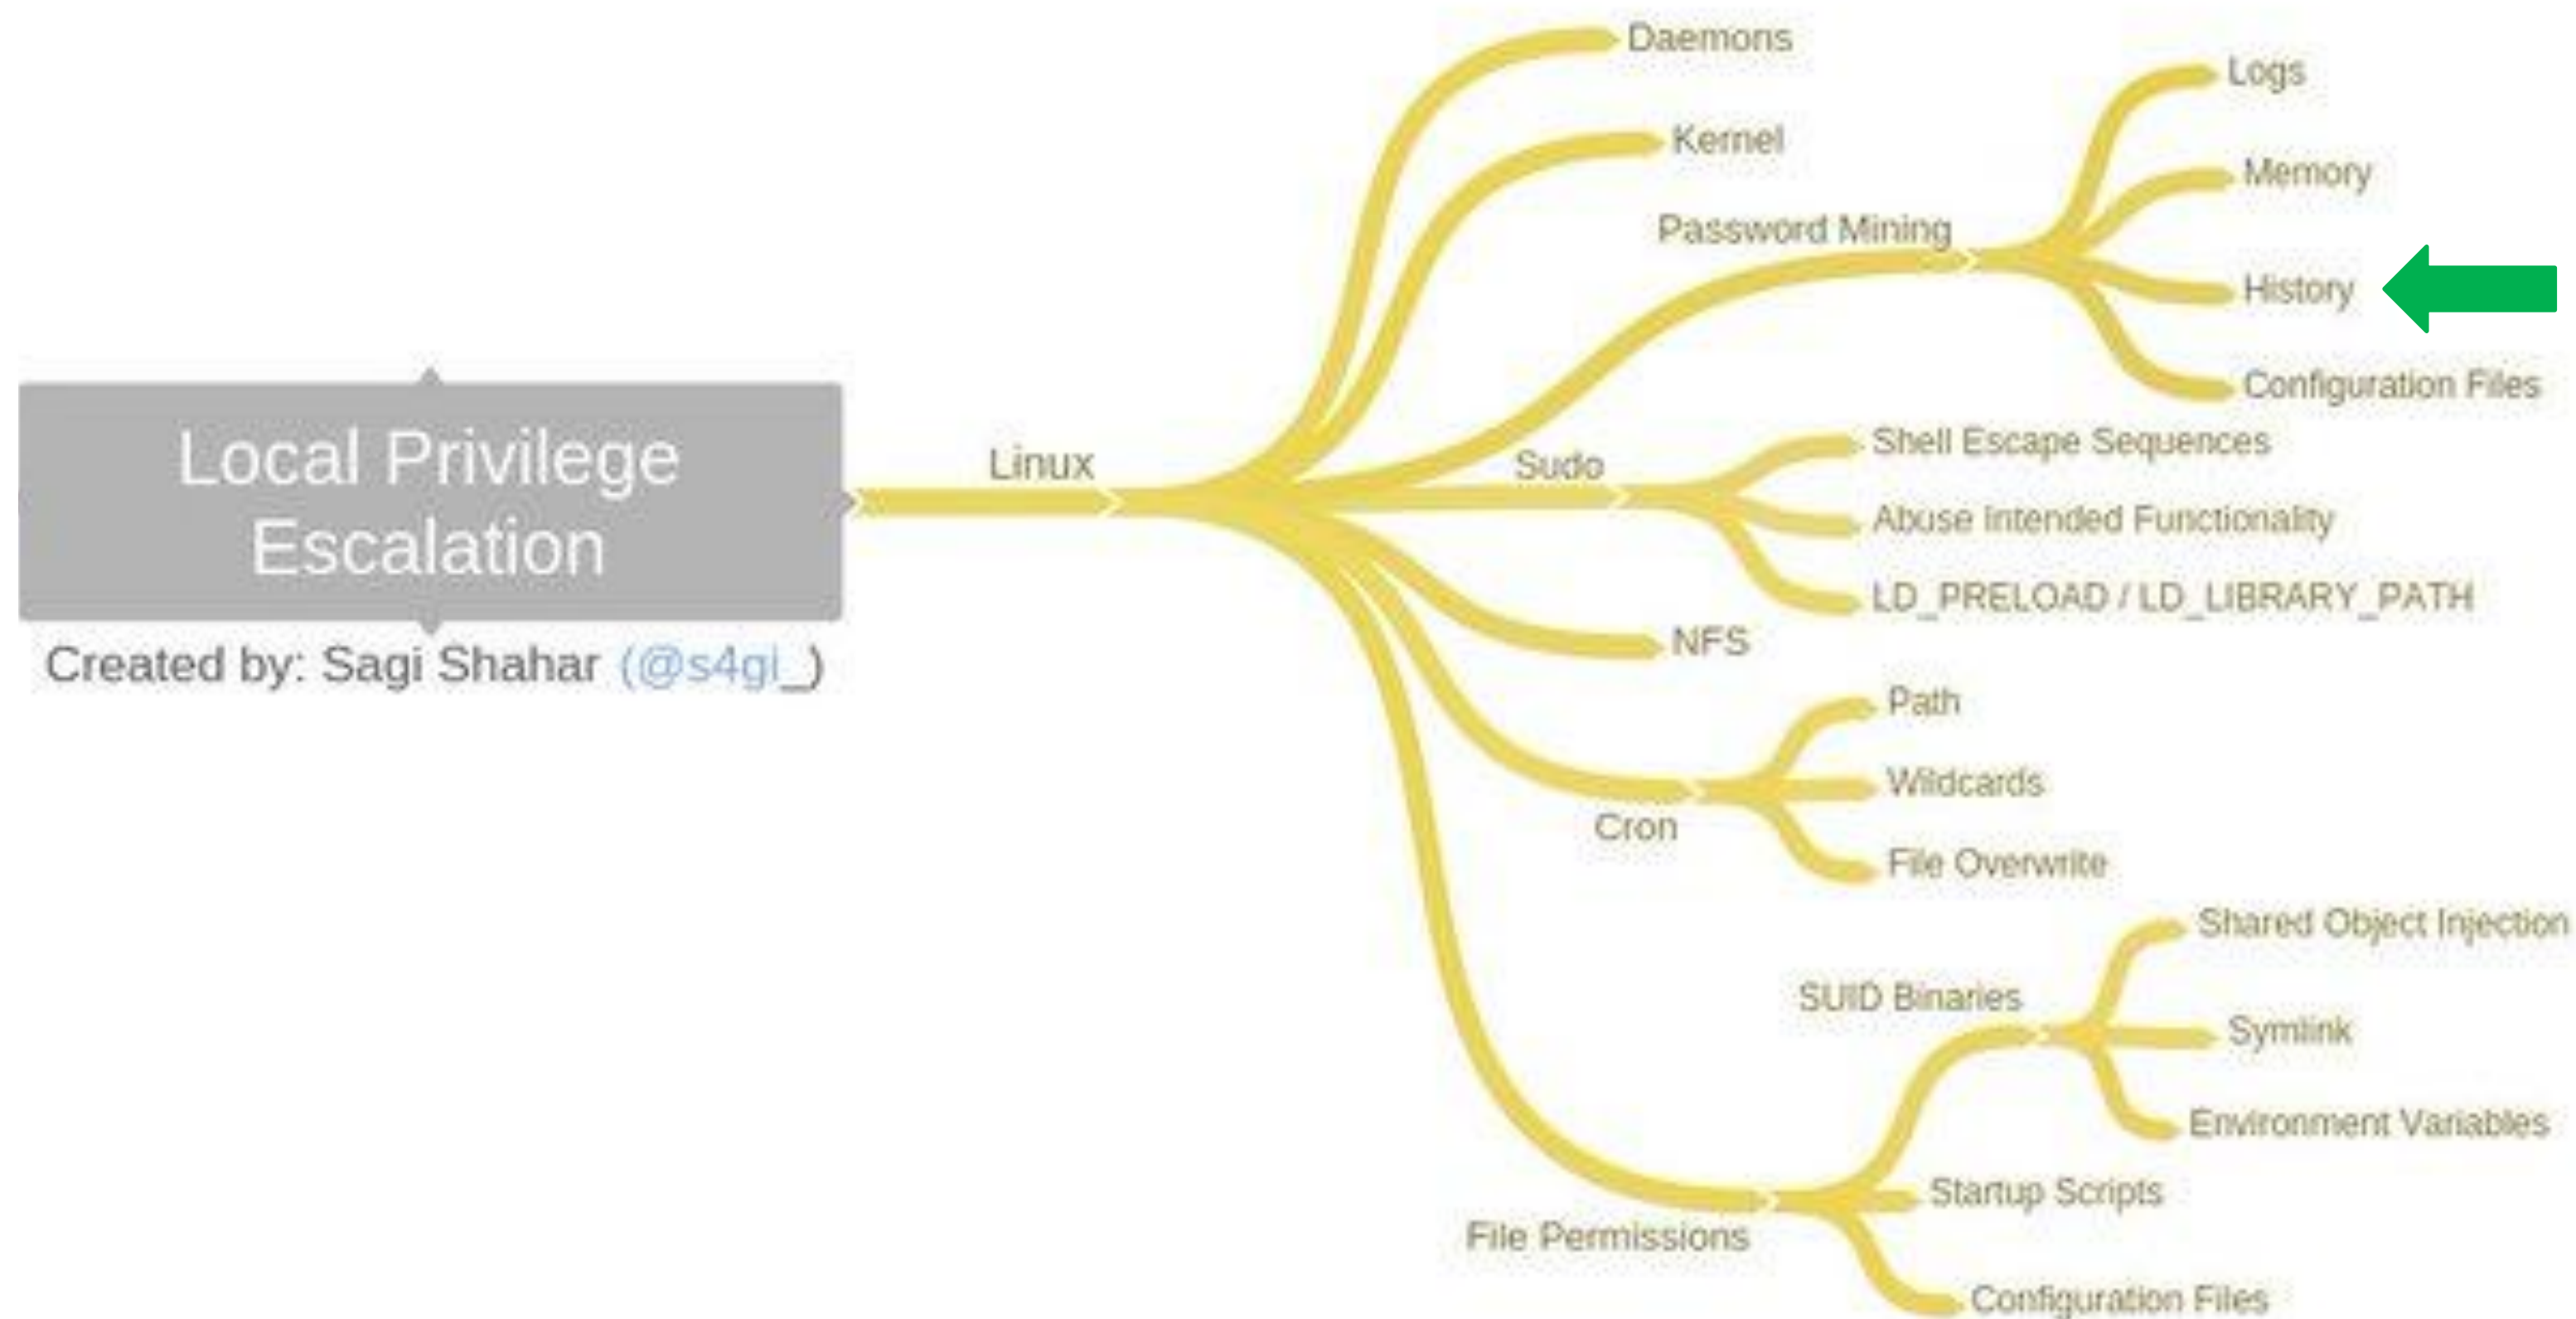 Local Privilege
Escalation
Created by: Sagi Shahar (@s4gi_)
Linux
Daemons
Kernel
Password Mining
Logs
Memory
History
Configuration Files
Sudo
Shell Escape Sequences
Abuse Intended Functionality
LD_PRELOAD / LD_LIBRARY_PATH
NFS
Cron
Path
Wildcards
File Overwrite
File Permissions
SUID Binaries
Shared Object Injection
Symlink
Environment Variables
Startup Scripts
Configuration Files